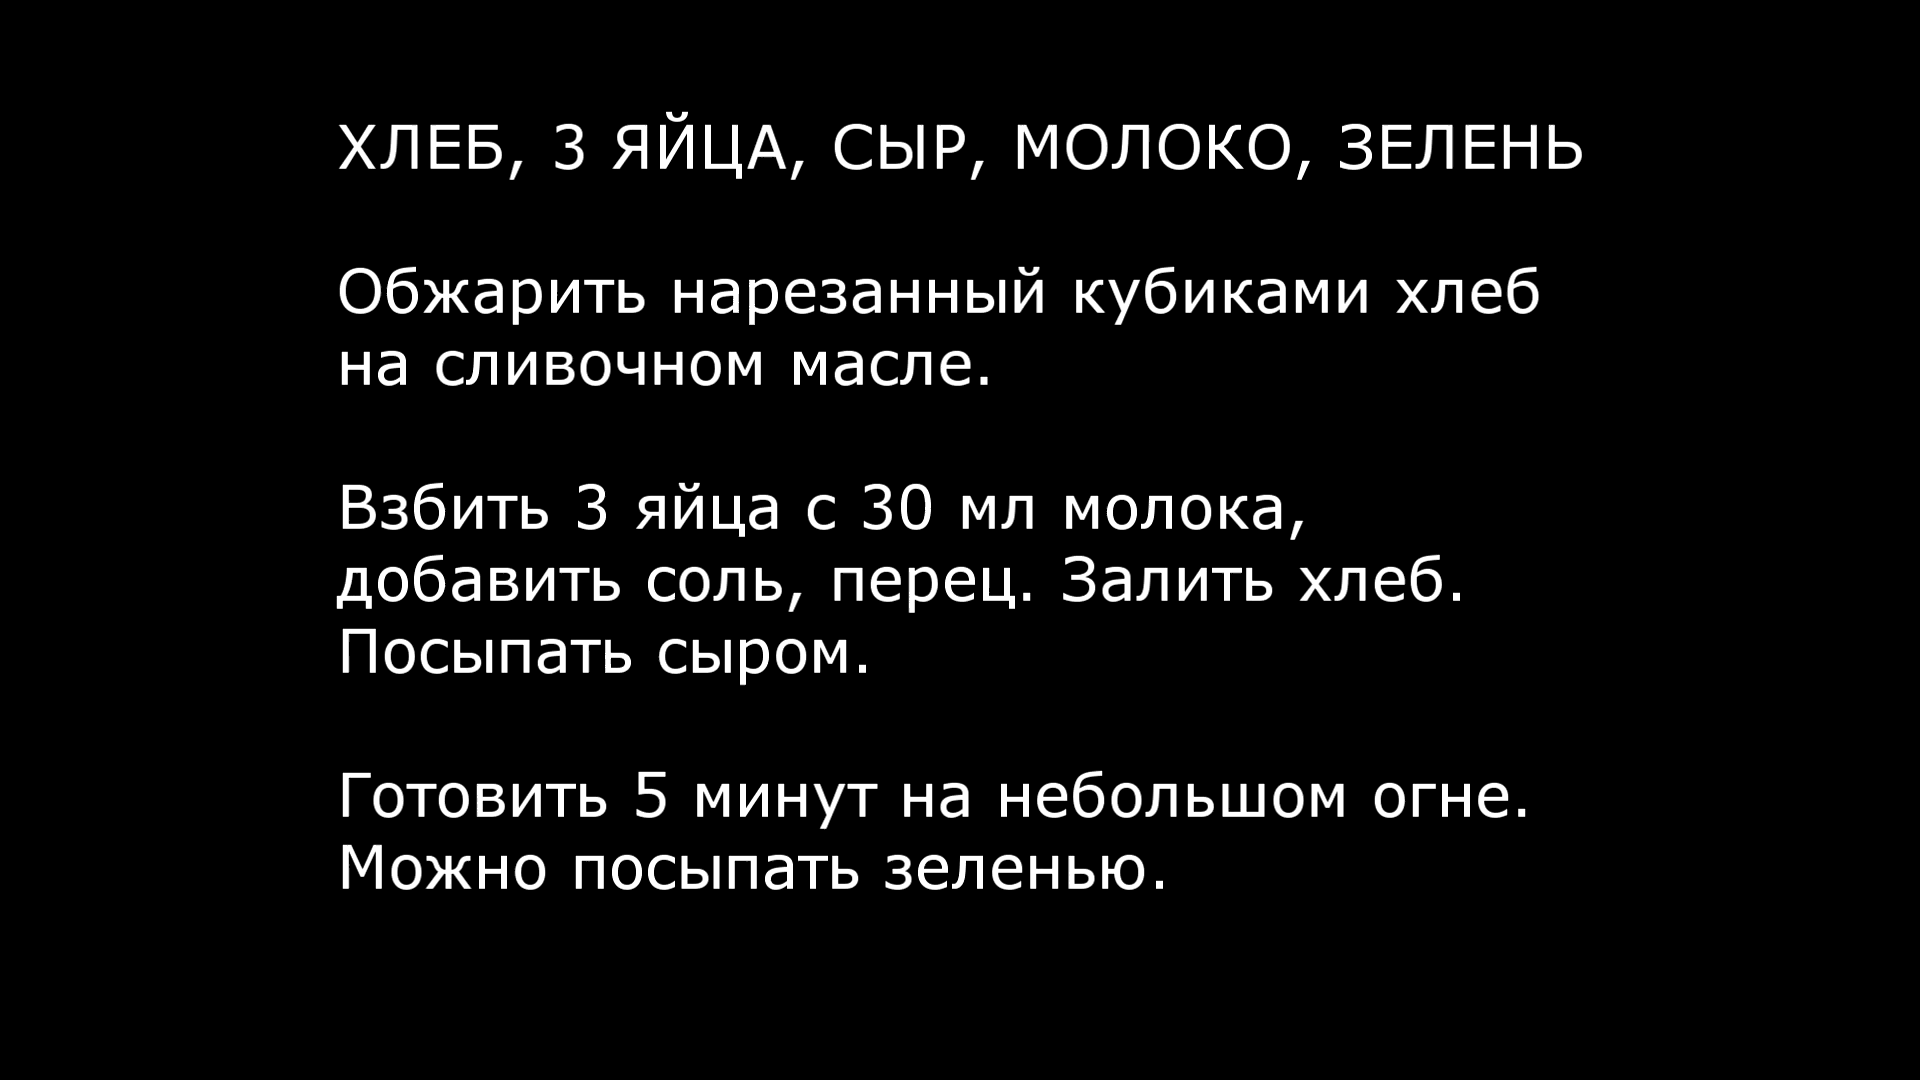 ХЛЕБ, 3 ЯЙЦА, СЫР, МОЛОКО, ЗЕЛЕНЬ
Обжарить нарезанный кубиками хлеб
на сливочном масле.
Взбить 3 яйца с 30 мл молока,
добавить соль, перец. Залить хлеб.
Посыпать сыром.
Готовить 5 минут на небольшом огне.
Можно посыпать зеленью.